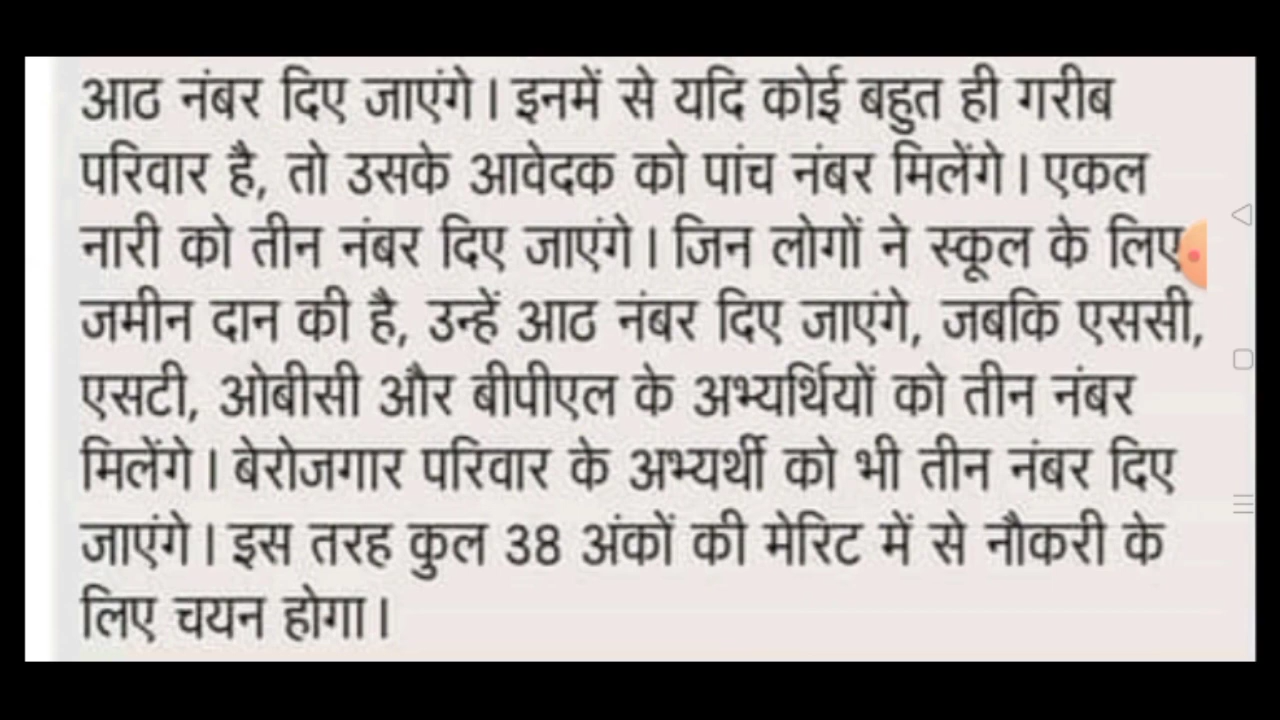 आठ नंबर दिए जाएंगे। इनमें से यदि कोई बहुत ही गरीब
परिवार है, तो उसके आवेदक को पांच नंबर मिलेंगे। एकल
नारी को तीन नंबर दिए जाएंगे। जिन लोगों ने स्कूल के लिए
जमीन दान की है, उन्हें आठ नंबर दिए जाएंगे, जबकि एससी,
एसटी, ओबीसी और बीपीएल के अभ्यर्थियों को तीन नंबर
मिलेंगे। बेरोजगार परिवार के अभ्यर्थी को भी तीन नंबर दिए
जाएंगे। इस तरह कुल 38 अंकों की मेरिट में से नौकरी के
लिए चयन होगा।